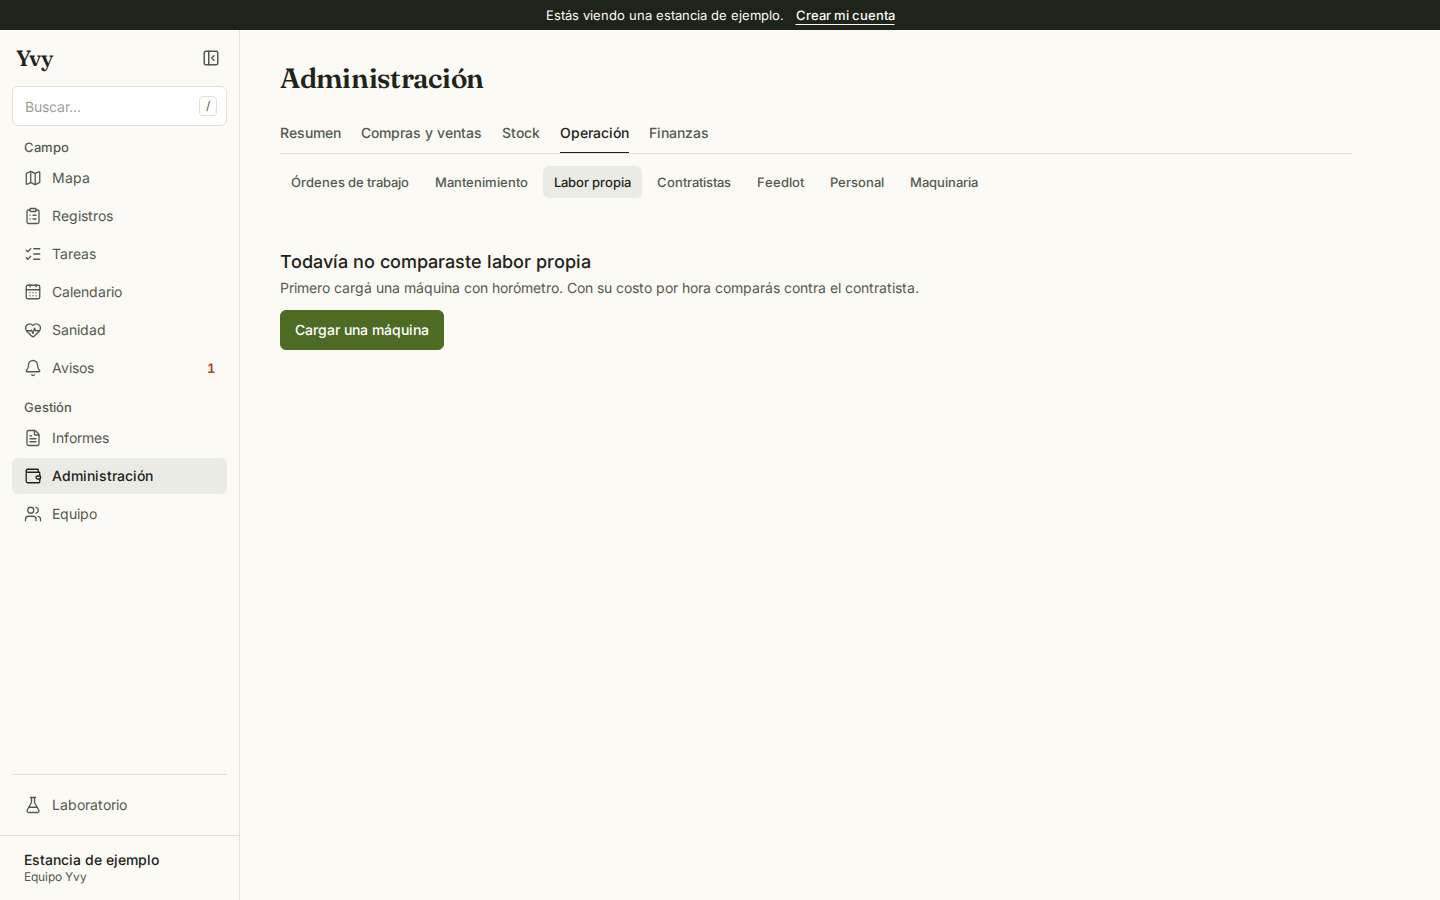 Estás viendo una estancia de ejemplo. Crear mi cuenta
Yvy
Buscar... /
Campo
Mapa
Registros
Tareas
Calendario
Sanidad
Avisos 1
Gestión
Informes
Administración
Equipo
Laboratorio
Estancia de ejemplo
Equipo Yvy
Administración
Resumen Compras y ventas Stock Operación Finanzas
Órdenes de trabajo Mantenimiento Labor propia Contratistas Feedlot Personal Maquinaria
Todavía no comparaste labor propia
Primero cargá una máquina con horómetro. Con su costo por hora comparás contra el contratista.
Cargar una máquina